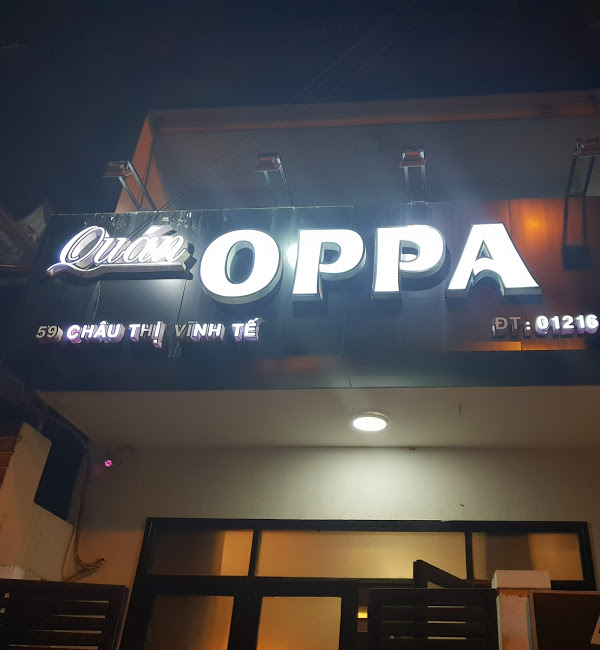 Quán OPPA
59 CHÂU THỊ VĨNH TẾ ĐT: 01216